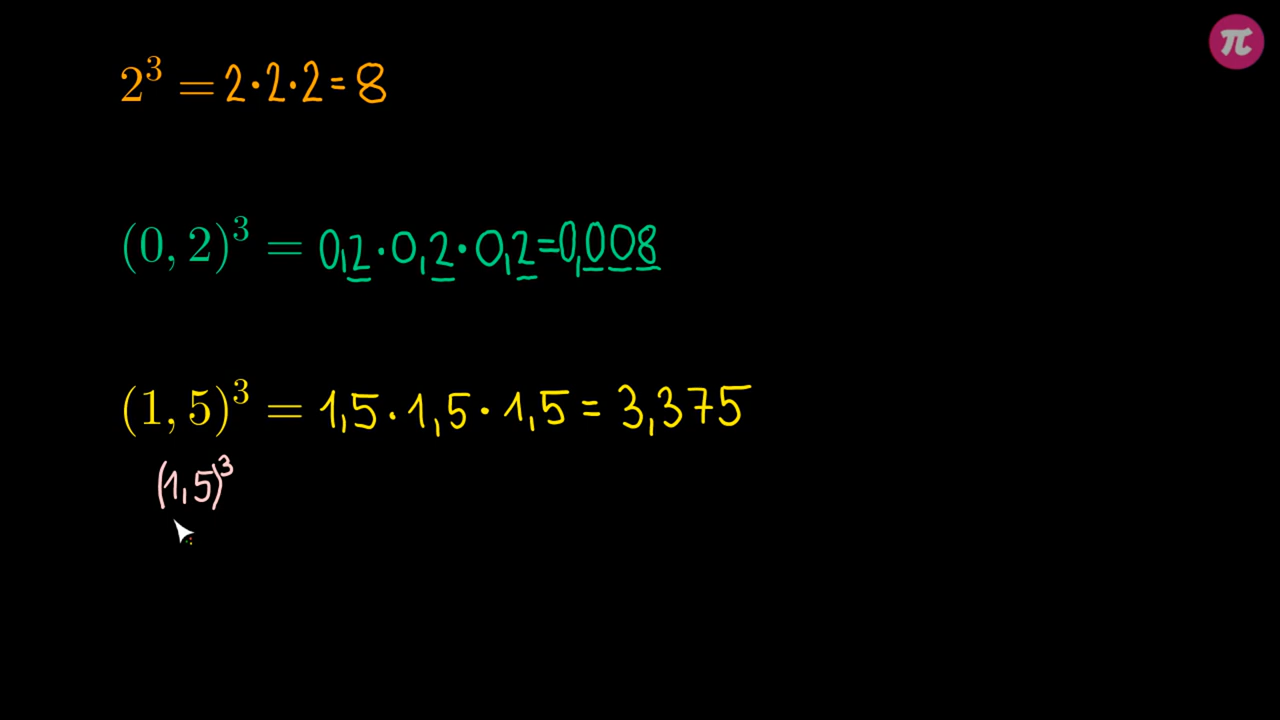 π
2³ = 2·2·2=8
(0,2)³ = 0,2·0,2·0,2=0,008
(1,5)³ = 1,5·1,5·1,5 = 3,375
(1,5)³